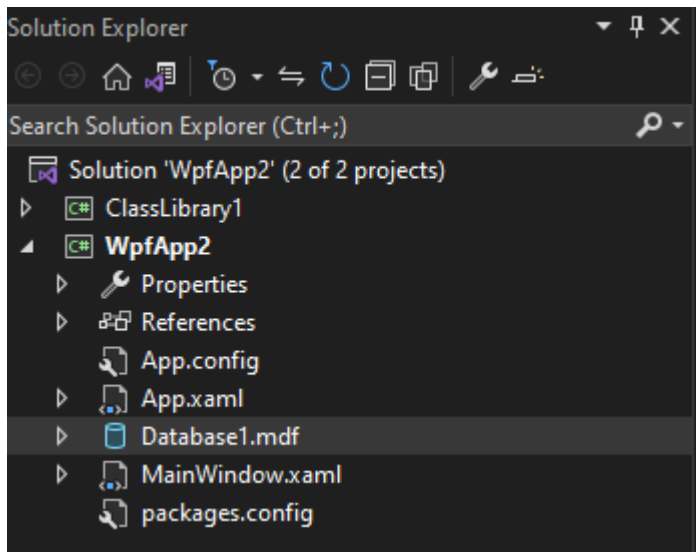 Solution Explorer
Search Solution Explorer (Ctrl+;)
Solution 'WpfApp2' (2 of 2 projects)
C# ClassLibrary1
C# WpfApp2
Properties
References
App.config
App.xaml
Database1.mdf
MainWindow.xaml
packages.config